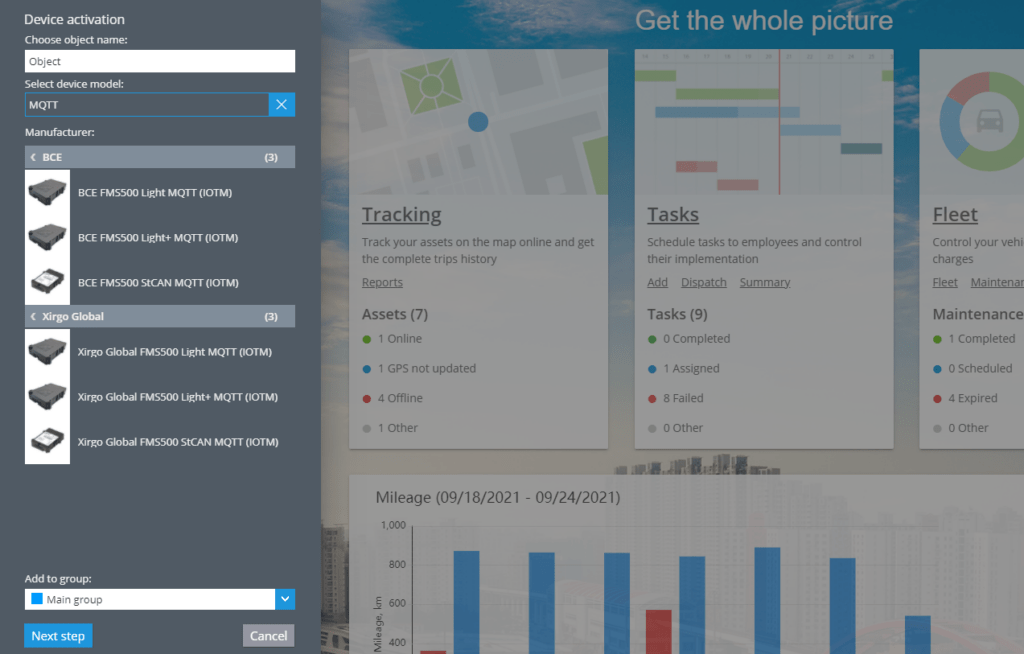 Device activation
Choose object name:
Object
Select device model:
MQTT
Manufacturer:
BCE (3)
BCE FMS500 Light MQTT (IOTM)
BCE FMS500 Light+ MQTT (IOTM)
BCE FMS500 StCAN MQTT (IOTM)
Xirgo Global (3)
Xirgo Global FMS500 Light MQTT (IOTM)
Xirgo Global FMS500 Light+ MQTT (IOTM)
Xirgo Global FMS500 StCAN MQTT (IOTM)
Add to group:
Main group
Next step Cancel
Get the whole picture
Tracking
Track your assets on the map online and get
the complete trips history
Reports
Assets (7)
1 Online
1 GPS not updated
4 Offline
1 Other
Tasks
Schedule tasks to employees and control
their implementation
Add Dispatch Summary
Tasks (9)
0 Completed
1 Assigned
8 Failed
0 Other
Fleet
Control your vehi
charges
Fleet Maintenan
Maintenance
1 Completed
0 Scheduled
4 Expired
0 Other
Mileage (09/18/2021 - 09/24/2021)
Mileage, km
1,000
800
600
400